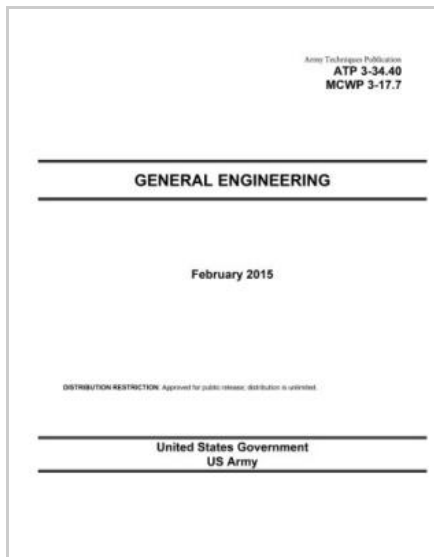 Army Techniques Publication
ATP 3-34.40
MCWP 3-17.7
GENERAL ENGINEERING
February 2015
DISTRIBUTION RESTRICTION: Approved for public release; distribution is unlimited.
United States Government
US Army